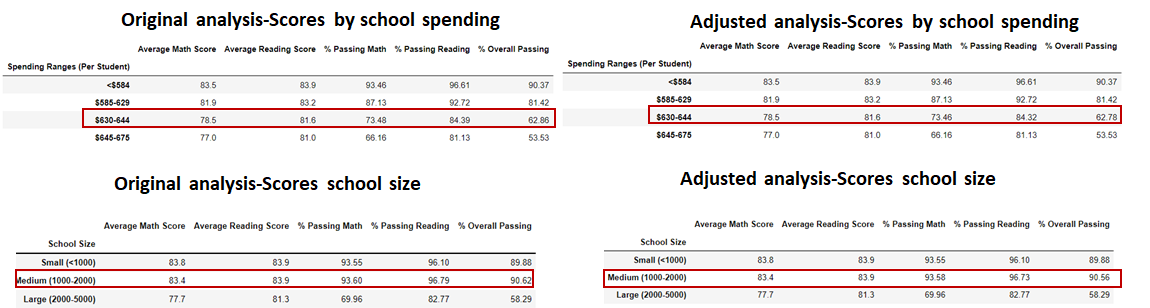 Original analysis-Scores by school spending
Average Math Score Average Reading Score % Passing Math % Passing Reading % Overall Passing
Spending Ranges (Per Student)
<$584 83.5 83.9 93.46 96.61 90.37
$585-629 81.9 83.2 87.13 92.72 81.42
$630-644 78.5 81.6 73.48 84.39 62.86
$645-675 77.0 81.0 66.16 81.13 53.53
Adjusted analysis-Scores by school spending
Average Math Score Average Reading Score % Passing Math % Passing Reading % Overall Passing
Spending Ranges (Per Student)
<$584 83.5 83.9 93.46 96.61 90.37
$585-629 81.9 83.2 87.13 92.72 81.42
$630-644 78.5 81.6 73.46 84.32 62.78
$645-675 77.0 81.0 66.16 81.13 53.53
Original analysis-Scores school size
Average Math Score Average Reading Score % Passing Math % Passing Reading % Overall Passing
School Size
Small (<1000) 83.8 83.9 93.55 96.10 89.88
Medium (1000-2000) 83.4 83.9 93.60 96.79 90.62
Large (2000-5000) 77.7 81.3 69.96 82.77 58.29
Adjusted analysis-Scores school size
Average Math Score Average Reading Score % Passing Math % Passing Reading % Overall Passing
School Size
Small (<1000) 83.8 83.9 93.55 96.10 89.88
Medium (1000-2000) 83.4 83.9 93.58 96.73 90.56
Large (2000-5000) 77.7 81.3 69.96 82.77 58.29